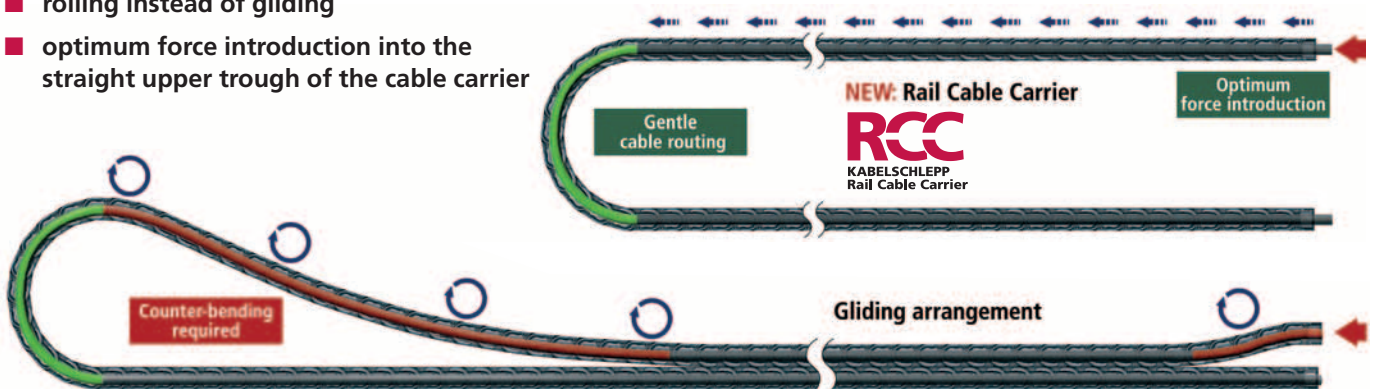 rolling instead of gliding
optimum force introduction into the
straight upper trough of the cable carrier
NEW: Rail Cable Carrier
RCC
KABELSCHLEPP
Rail Cable Carrier
Optimum
force introduction
Gentle
cable routing
Counter-bending
required
Gliding arrangement